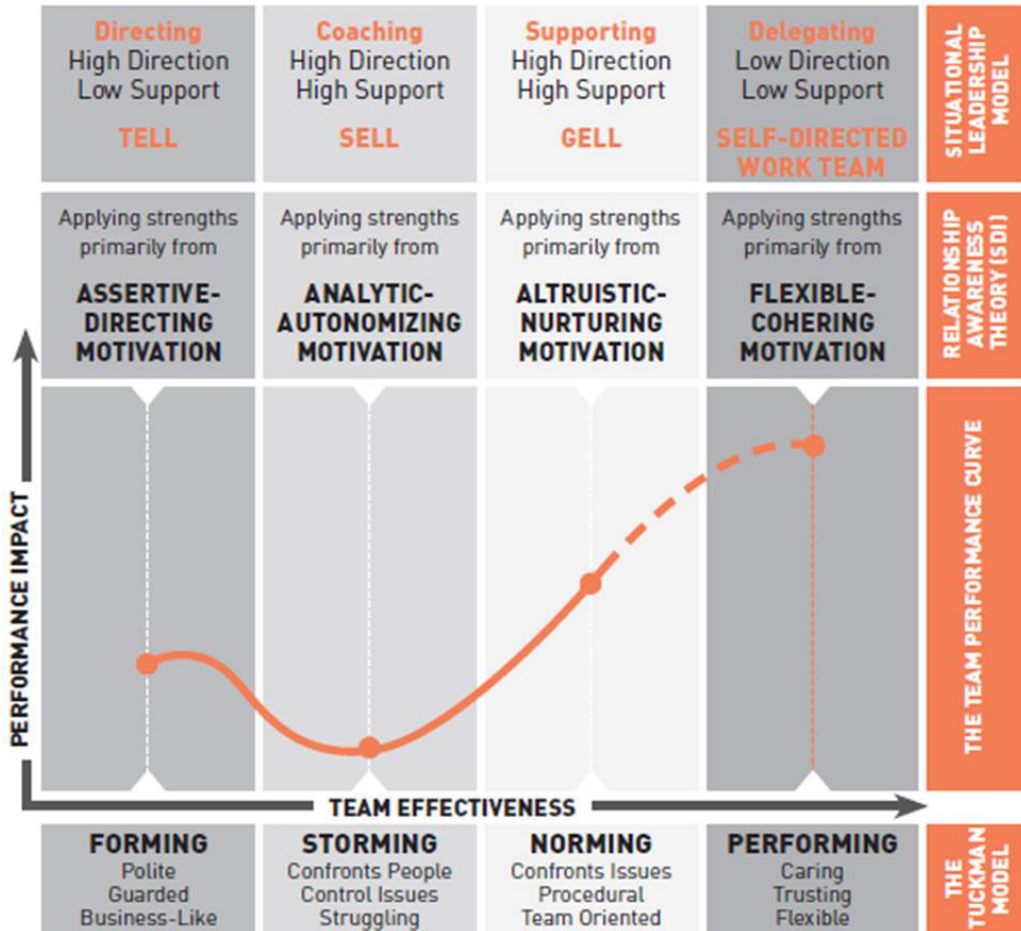 Directing
High Direction
Low Support
TELL
Coaching
High Direction
High Support
SELL
Supporting
High Direction
High Support
GELL
Delegating
Low Direction
Low Support
SELF-DIRECTED
WORK TEAM
SITUATIONAL
LEADERSHIP
MODEL
Applying strengths
primarily from
ASSERTIVE-
DIRECTING
MOTIVATION
Applying strengths
primarily from
ANALYTIC-
AUTONOMIZING
MOTIVATION
Applying strengths
primarily from
ALTRUISTIC-
NURTURING
MOTIVATION
Applying strengths
primarily from
FLEXIBLE-
COHERING
MOTIVATION
RELATIONSHIP
AWARENESS
THEORY (SDI)
PERFORMANCE IMPACT
THE TEAM PERFORMANCE CURVE
TEAM EFFECTIVENESS
FORMING
Polite
Guarded
Business-Like
STORMING
Confronts People
Control Issues
Struggling
NORMING
Confronts Issues
Procedural
Team Oriented
PERFORMING
Caring
Trusting
Flexible
THE
TUCKMAN
MODEL